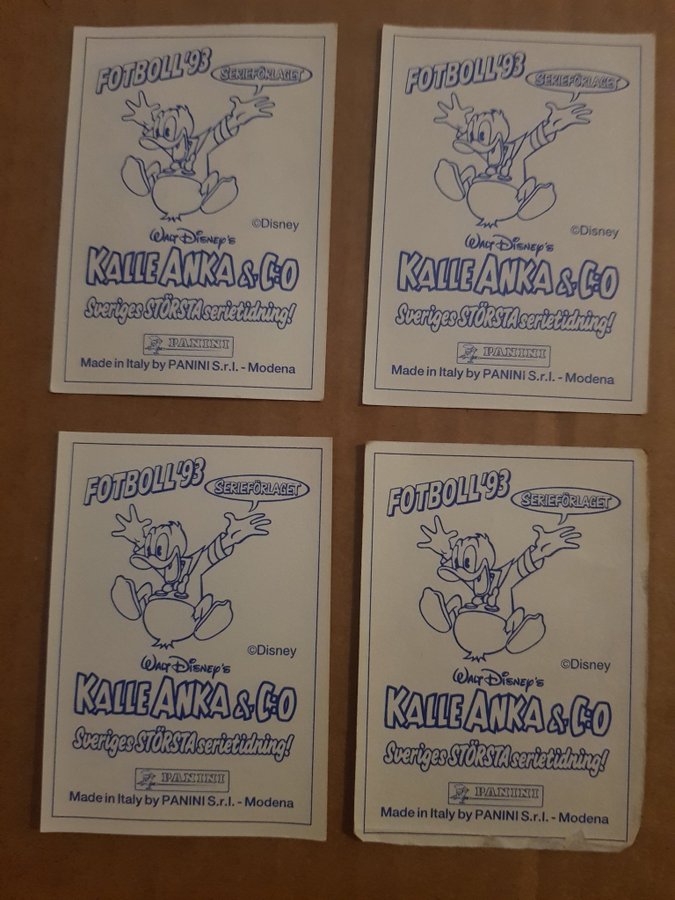 FOTBOLL'93
SERIEFÖRLAGET
©Disney
WALT DISNEY'S
KALLE ANKA & C:O
Sveriges STÖRSTA serietidning!
PANINI
Made in Italy by PANINI S.r.l. - Modena
FOTBOLL'93
SERIEFÖRLAGET
©Disney
WALT DISNEY'S
KALLE ANKA & C:O
Sveriges STÖRSTA serietidning!
PANINI
Made in Italy by PANINI S.r.l. - Modena
FOTBOLL'93
SERIEFÖRLAGET
©Disney
WALT DISNEY'S
KALLE ANKA & C:O
Sveriges STÖRSTA serietidning!
PANINI
Made in Italy by PANINI S.r.l. - Modena
FOTBOLL'93
SERIEFÖRLAGET
©Disney
WALT DISNEY'S
KALLE ANKA & C:O
Sveriges STÖRSTA serietidning!
PANINI
Made in Italy by PANINI S.r.l. - Modena